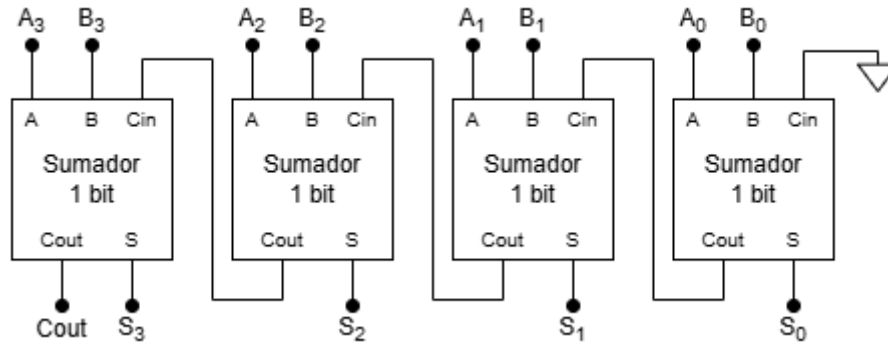 A3 B3 A2 B2 A1 B1 A0 B0
A B Cin A B Cin A B Cin A B Cin
Sumador Sumador Sumador Sumador
1 bit 1 bit 1 bit 1 bit
Cout S Cout S Cout S Cout S
Cout S3 S2 S1 S0